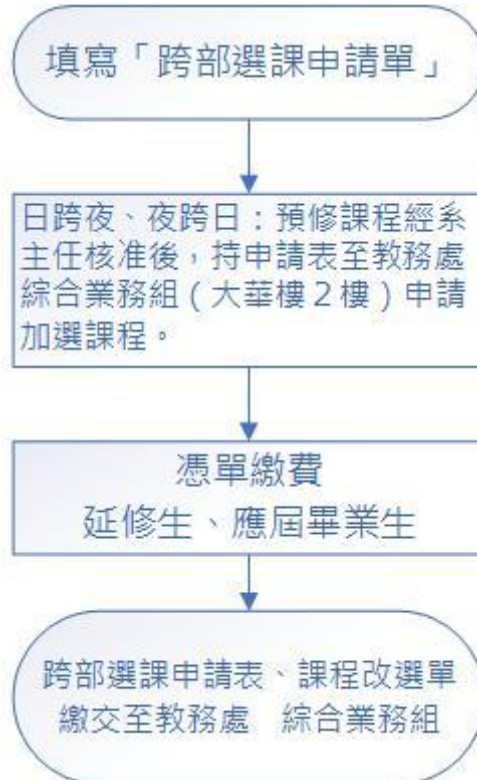 填寫「跨部選課申請單」
日跨夜、夜跨日：預修課程經系
主任核准後，持申請表至教務處
綜合業務組（大華樓２樓）申請
加選課程。
憑單繳費
延修生、應屆畢業生
跨部選課申請表、課程改選單
繳交至教務處　綜合業務組